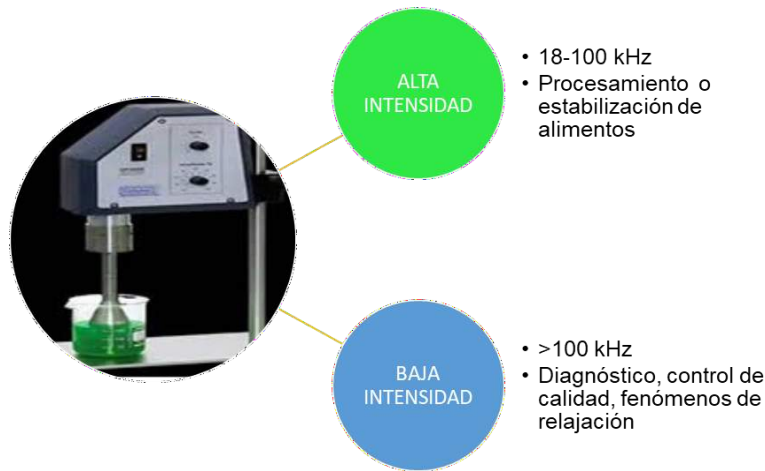 ALTA
INTENSIDAD
• 18-100 kHz
• Procesamiento o
estabilización de
alimentos
BAJA
INTENSIDAD
• >100 kHz
• Diagnóstico, control de
calidad, fenómenos de
relajación